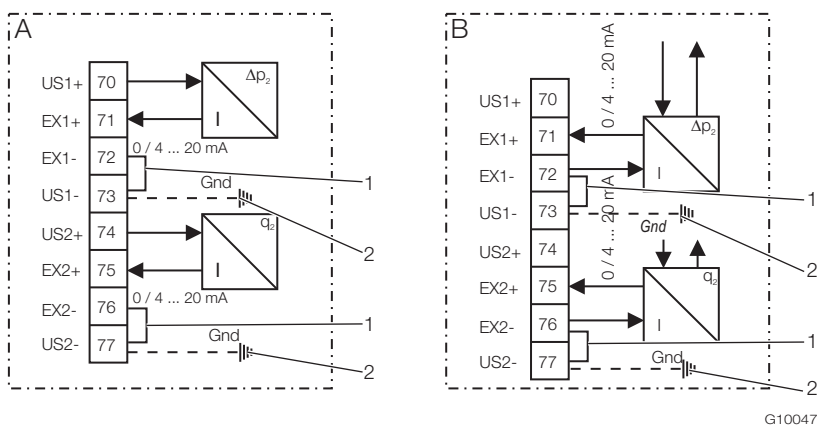 A
US1+ 70 Δp₂
EX1+ 71 I
EX1- 72 0 / 4 ... 20 mA
1
US1- 73 Gnd
US2+ 74 q₂
2
EX2+ 75 I
EX2- 76 0 / 4 ... 20 mA
1
US2- 77 Gnd
2
B
0 / 4 ... 20 mA
US1+ 70
EX1+ 71 Δp₂
EX1- 72 I
1
US1- 73 Gnd
0 / 4 ... 20 mA
US2+ 74
2
EX2+ 75 q₂
EX2- 76 I
1
US2- 77 Gnd
2
G10047